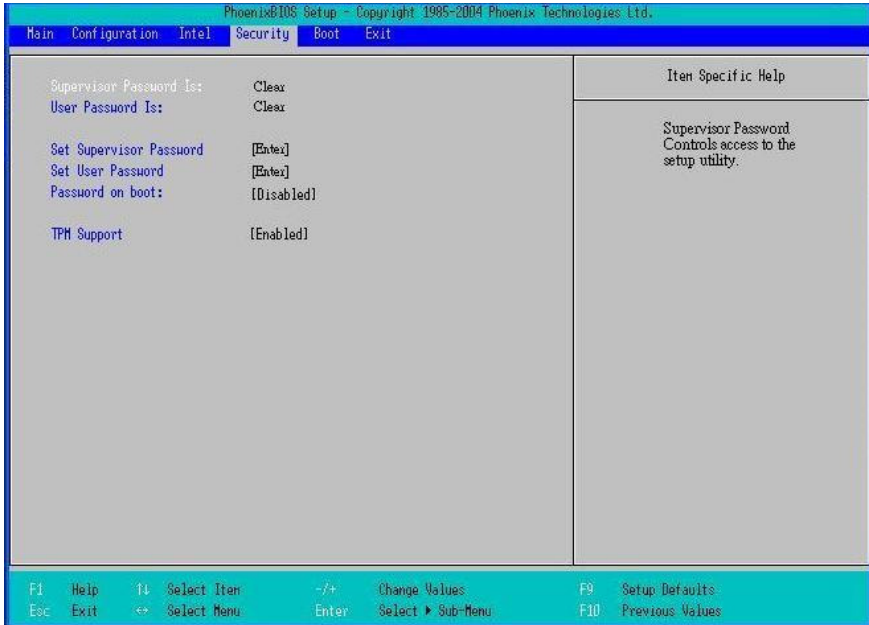 PhoenixBIOS Setup - Copyright 1985-2004 Phoenix Technologies Ltd.
Main Configuration Intel Security Boot Exit
Item Specific Help
Supervisor Password Is: Clear
User Password Is: Clear
Set Supervisor Password [Enter]
Set User Password [Enter]
Password on boot: [Disabled]
TPM Support [Enabled]
Supervisor Password
Controls access to the
setup utility.
F1 Help ↑↓ Select Item -/+ Change Values F9 Setup Defaults
Esc Exit ↔ Select Menu Enter Select ▶ Sub-Menu F10 Previous Values